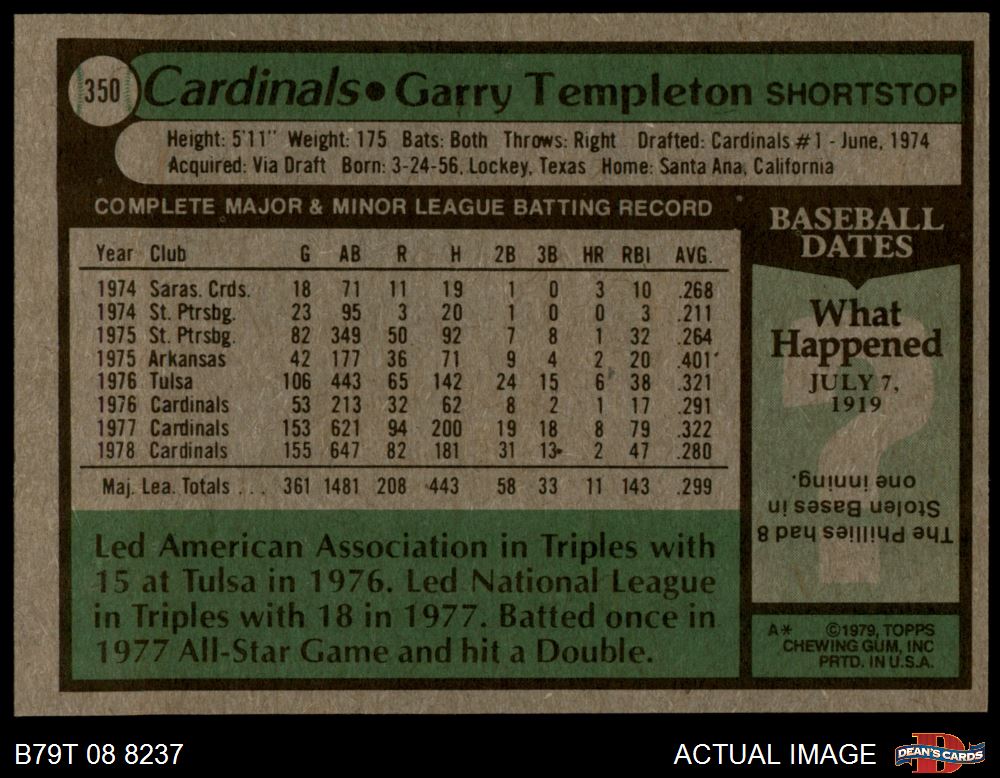 350 Cardinals • Garry Templeton SHORTSTOP
Height: 5'11" Weight: 175 Bats: Both Throws: Right Drafted: Cardinals #1 - June, 1974
Acquired: Via Draft Born: 3-24-56, Lockey, Texas Home: Santa Ana, California
COMPLETE MAJOR & MINOR LEAGUE BATTING RECORD
Year Club G AB R H 2B 3B HR RBI AVG.
1974 Saras. Crds. 18 71 11 19 1 0 3 10 .268
1974 St. Ptrsbg. 23 95 3 20 1 0 0 3 .211
1975 St. Ptrsbg. 82 349 50 92 7 8 1 32 .264
1975 Arkansas 42 177 36 71 9 4 2 20 .401
1976 Tulsa 106 443 65 142 24 15 6 38 .321
1976 Cardinals 53 213 32 62 8 2 1 17 .291
1977 Cardinals 153 621 94 200 19 18 8 79 .322
1978 Cardinals 155 647 82 181 31 13 2 47 .280
Maj. Lea. Totals . . . 361 1481 208 443 58 33 11 143 .299
Led American Association in Triples with
15 at Tulsa in 1976. Led National League
in Triples with 18 in 1977. Batted once in
1977 All-Star Game and hit a Double.
BASEBALL
DATES
What
Happened
JULY 7,
1919
The Phillies had 8
Stolen Bases in
one inning.
A* ©1979, TOPPS
CHEWING GUM, INC
PRTD. IN U.S.A.
B79T 08 8237
ACTUAL IMAGE
DEAN'S CARDS